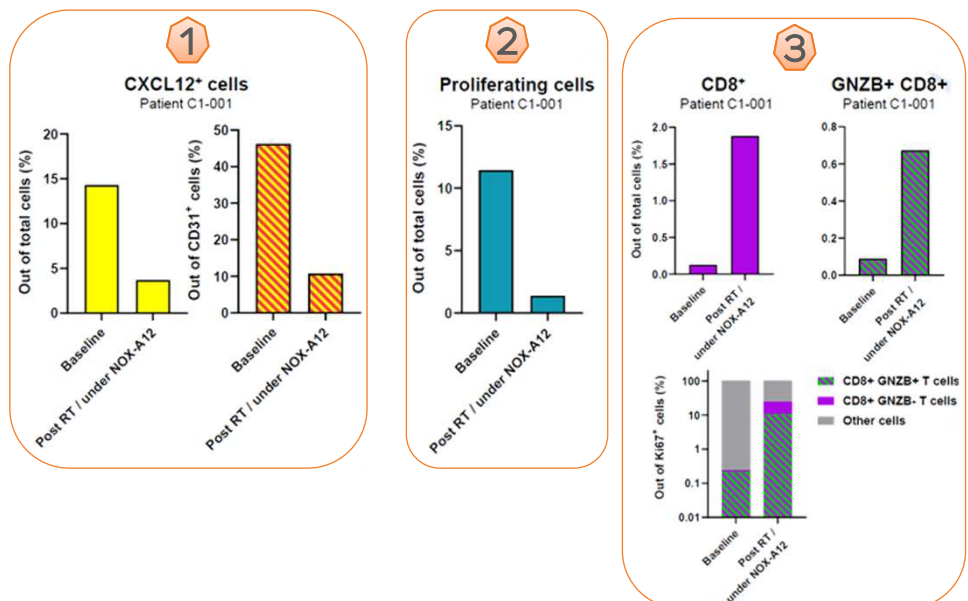 1
CXCL12⁺ cells
Patient C1-001
Out of total cells (%)
20
15
10
5
0
Baseline
Post RT / under NOX-A12
Out of CD31⁺ cells (%)
50
40
30
20
10
0
Baseline
Post RT / under NOX-A12
2
Proliferating cells
Patient C1-001
Out of total cells (%)
15
10
5
0
Baseline
Post RT / under NOX-A12
3
CD8⁺
Patient C1-001
Out of total cells (%)
2.0
1.5
1.0
0.5
0.0
Baseline
Post RT /
under NOX-A12
GNZB+ CD8+
Patient C1-001
Out of total cells (%)
0.8
0.6
0.4
0.2
0.0
Baseline
Post RT /
under NOX-A12
Out of Ki67⁺ cells (%)
100
10
1
0.1
0.01
Baseline
Post RT /
under NOX-A12
CD8+ GNZB+ T cells
CD8+ GNZB- T cells
Other cells